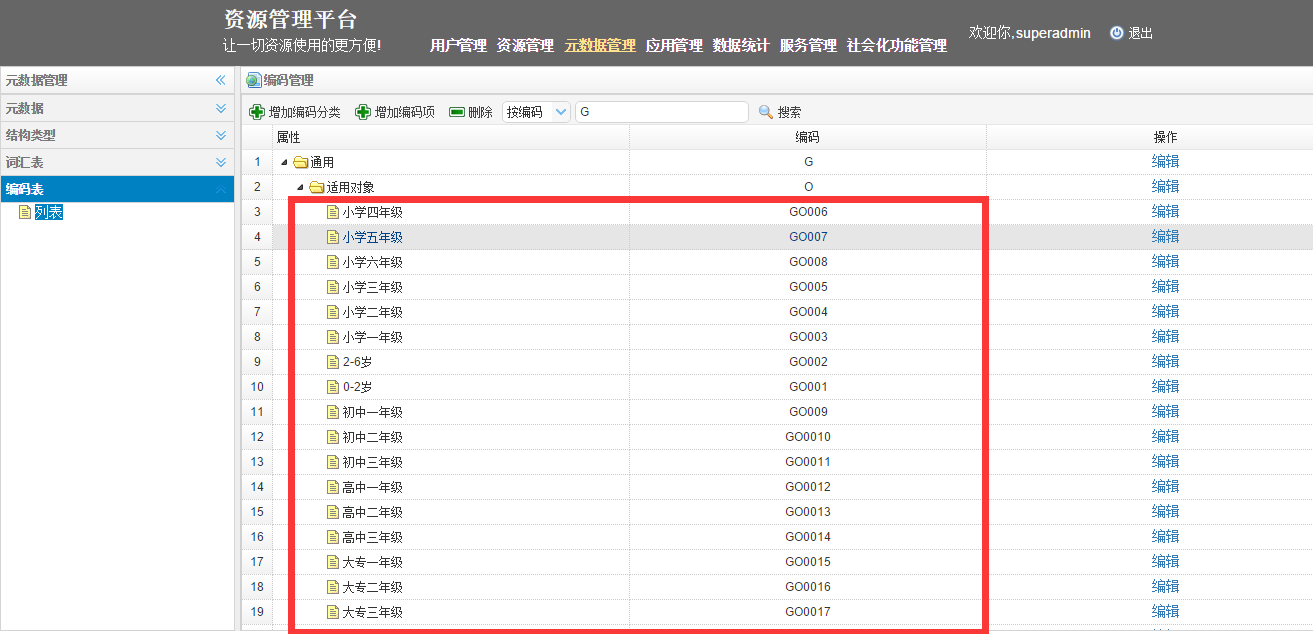 资源管理平台
让一切资源使用的更方便!
用户管理 资源管理 元数据管理 应用管理 数据统计 服务管理 社会化功能管理
欢迎你,superadmin 退出
元数据管理
元数据
结构类型
词汇表
编码表
列表
编码管理
增加编码分类 增加编码项 删除 按编码 G 搜索
属性 编码 操作
1 通用 G 编辑
2 适用对象 O 编辑
3 小学四年级 GO006 编辑
4 小学五年级 GO007 编辑
5 小学六年级 GO008 编辑
6 小学三年级 GO005 编辑
7 小学二年级 GO004 编辑
8 小学一年级 GO003 编辑
9 2-6岁 GO002 编辑
10 0-2岁 GO001 编辑
11 初中一年级 GO009 编辑
12 初中二年级 GO0010 编辑
13 初中三年级 GO0011 编辑
14 高中一年级 GO0012 编辑
15 高中二年级 GO0013 编辑
16 高中三年级 GO0014 编辑
17 大专一年级 GO0015 编辑
18 大专二年级 GO0016 编辑
19 大专三年级 GO0017 编辑